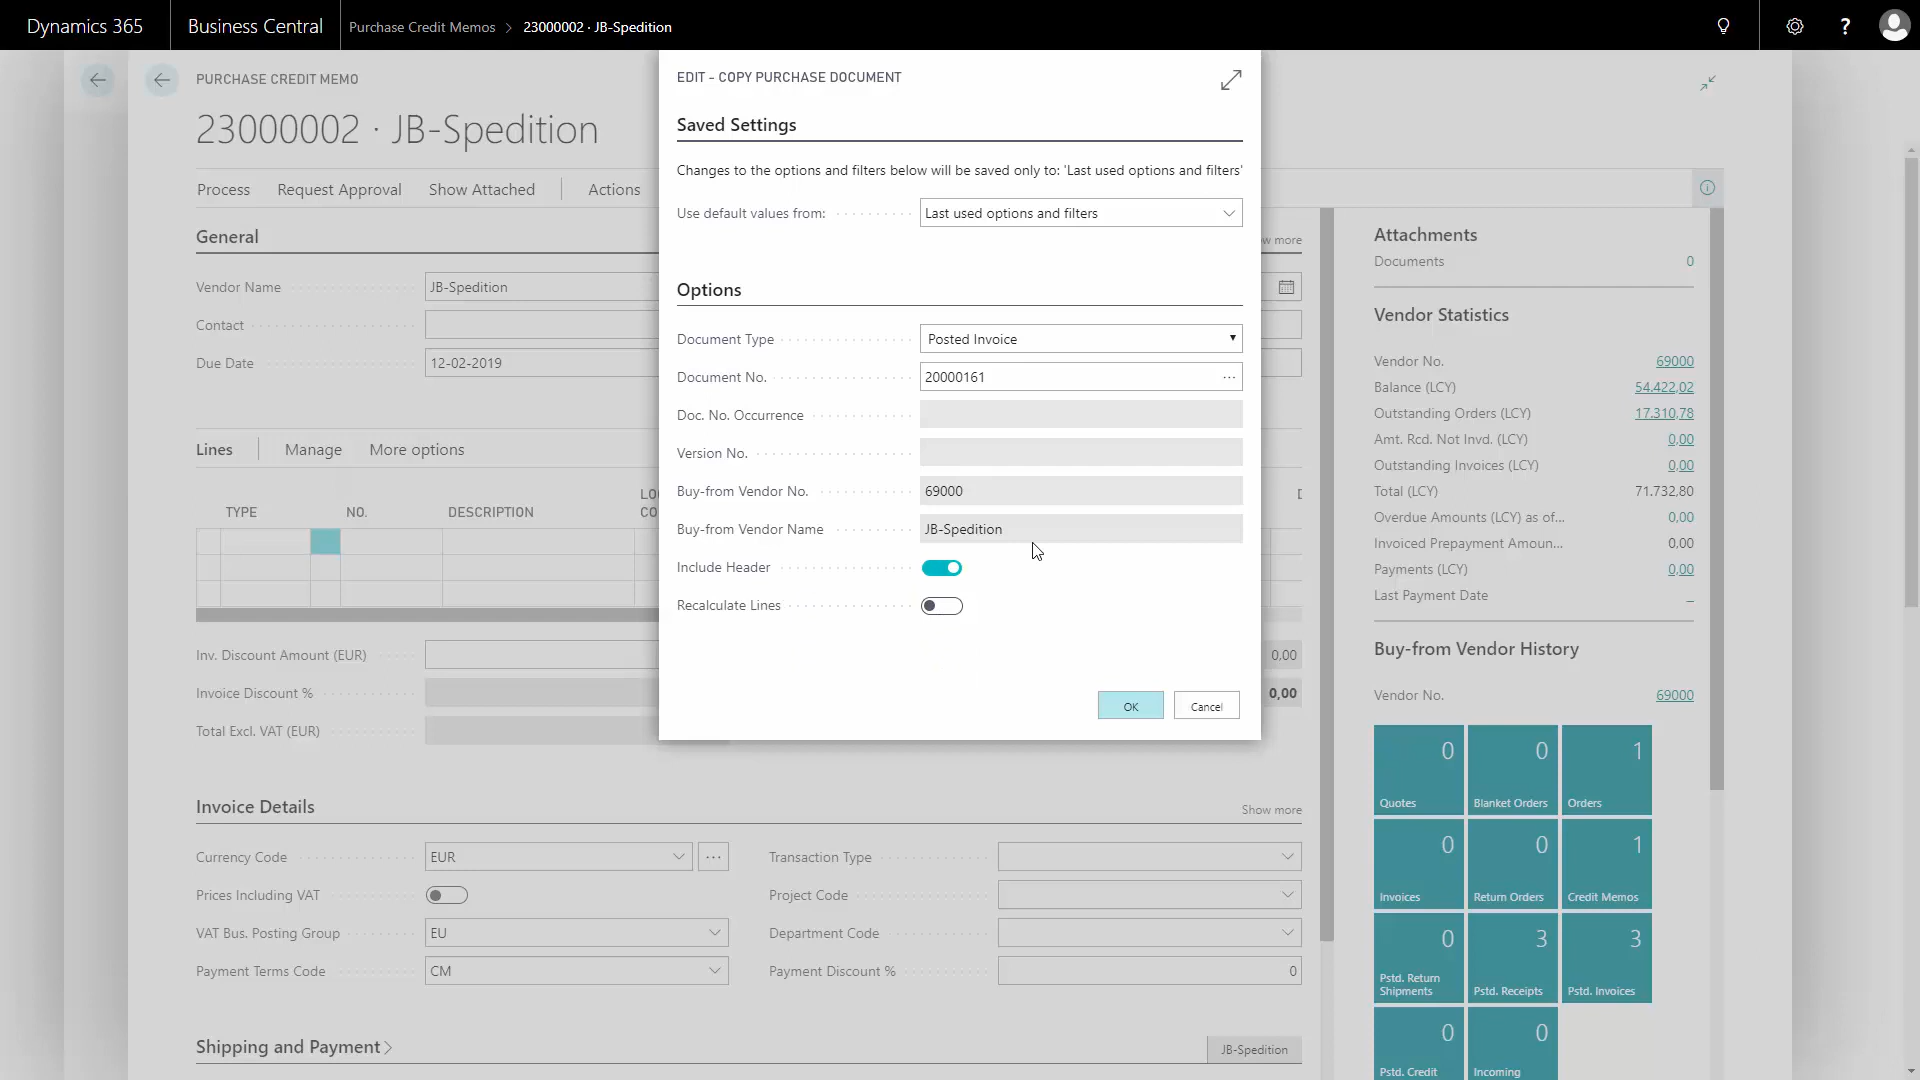 Dynamics 365
Business Central
Purchase Credit Memos > 23000002 · JB-Spedition
?
PURCHASE CREDIT MEMO
23000002 · JB-Spedition
Process
Request Approval
Show Attached
Actions
General
w more
Vendor Name
JB-Spedition
Contact
Due Date
12-02-2019
Lines
Manage
More options
TYPE
NO.
DESCRIPTION
LO
CO
D
Inv. Discount Amount (EUR)
0,00
Invoice Discount %
0,00
Total Excl. VAT (EUR)
EDIT - COPY PURCHASE DOCUMENT
Saved Settings
Changes to the options and filters below will be saved only to: 'Last used options and filters'
Use default values from:
Last used options and filters
Options
Document Type
Posted Invoice
Document No.
20000161
Doc. No. Occurrence
Version No.
Buy-from Vendor No.
69000
Buy-from Vendor Name
JB-Spedition
Include Header
Recalculate Lines
OK
Cancel
Invoice Details
Show more
Currency Code
EUR
Transaction Type
Prices Including VAT
Project Code
VAT Bus. Posting Group
EU
Department Code
Payment Terms Code
CM
Payment Discount %
0
Shipping and Payment >
JB-Spedition
Attachments
Documents
0
Vendor Statistics
Vendor No.
69000
Balance (LCY)
54.422,02
Outstanding Orders (LCY)
17.310,78
Amt. Rcd. Not Invd. (LCY)
0,00
Outstanding Invoices (LCY)
0,00
Total (LCY)
71.732,80
Overdue Amounts (LCY) as of...
0,00
Invoiced Prepayment Amoun...
0,00
Payments (LCY)
0,00
Last Payment Date
_
Buy-from Vendor History
Vendor No.
69000
0
Quotes
0
Blanket Orders
1
Orders
0
Invoices
0
Return Orders
1
Credit Memos
0
Pstd. Return
Shipments
3
Pstd. Receipts
3
Pstd. Invoices
0
Pstd. Credit
0
Incoming